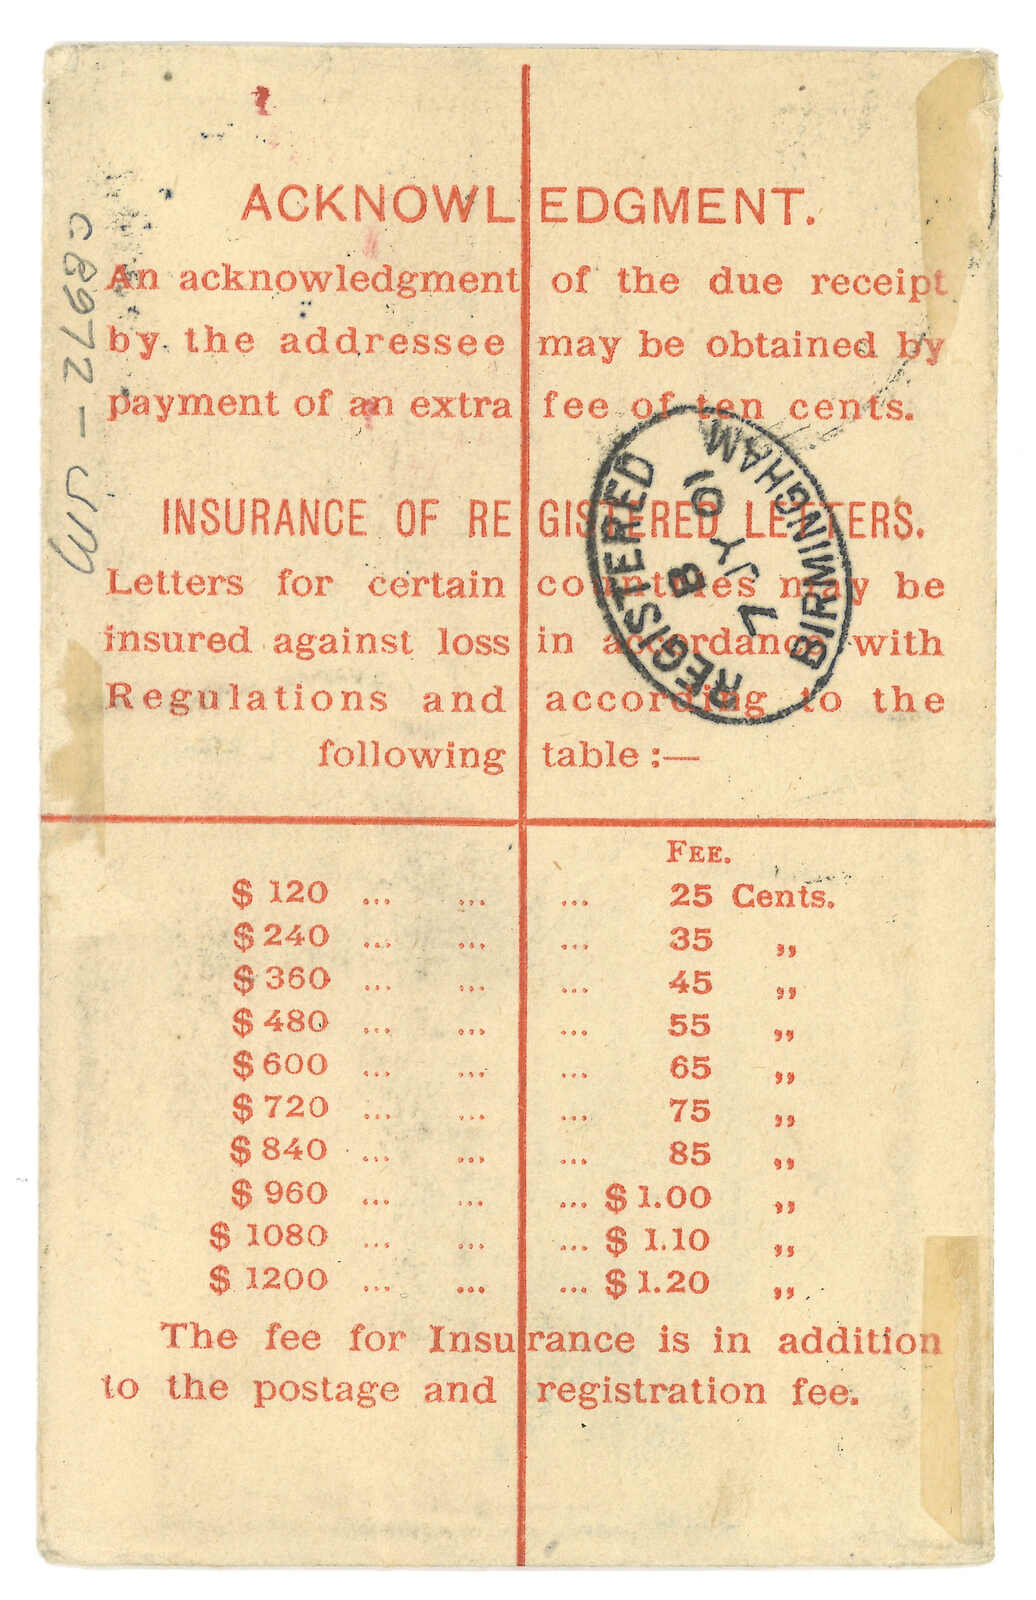 ACKNOWLEDGMENT.
An acknowledgment of the due receipt
by the addressee may be obtained by
payment of an extra fee of ten cents.
INSURANCE OF REGISTERED LETTERS.
Letters for certain countries may be
insured against loss in accordance with
Regulations and according to the
following table :—
FEE.
$ 120 ... ... ... 25 Cents.
$ 240 ... ... ... 35 „
$ 360 ... ... ... 45 „
$ 480 ... ... ... 55 „
$ 600 ... ... ... 65 „
$ 720 ... ... ... 75 „
$ 840 ... ... ... 85 „
$ 960 ... ... ... $ 1.00 „
$ 1080 ... ... ... $ 1.10 „
$ 1200 ... ... ... $ 1.20 „
The fee for Insurance is in addition
to the postage and registration fee.
REGISTERED
B
7 JY 01
BIRMINGHAM
C8972 –